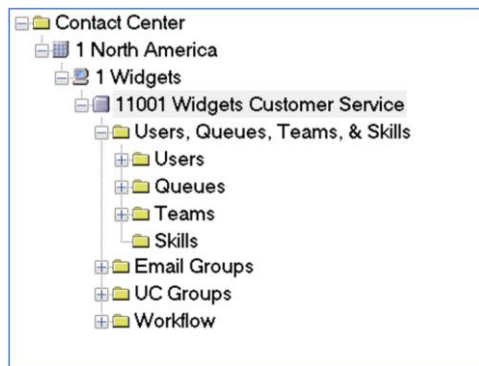 Contact Center
1 North America
1 Widgets
11001 Widgets Customer Service
Users, Queues, Teams, & Skills
Users
Queues
Teams
Skills
Email Groups
UC Groups
Workflow